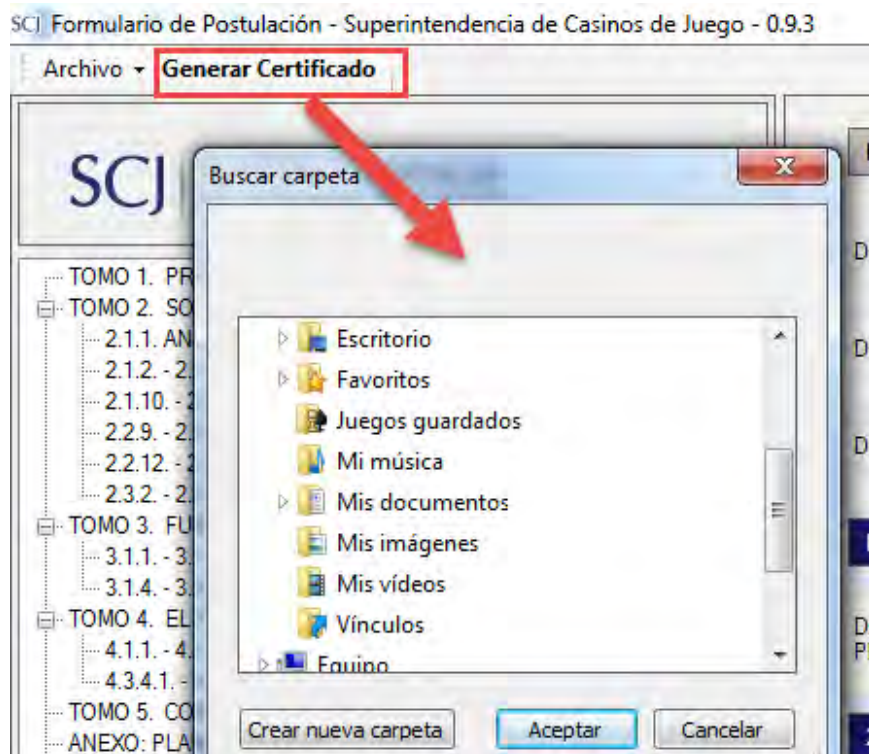 SCJ Formulario de Postulación - Superintendencia de Casinos de Juego - 0.9.3
Archivo Generar Certificado
SCJ
Buscar carpeta
TOMO 1. PR
TOMO 2. SO
2.1.1. AN
2.1.2. - 2.
2.1.10. - 2
2.2.9. - 2.
2.2.12. - 2
2.3.2. - 2.
TOMO 3. FU
3.1.1. - 3.
3.1.4. - 3.
TOMO 4. EL
4.1.1. - 4.
4.3.4.1. -
TOMO 5. CO
ANEXO: PLA
Escritorio
Favoritos
Juegos guardados
Mi música
Mis documentos
Mis imágenes
Mis vídeos
Vínculos
Equipo
Crear nueva carpeta Aceptar Cancelar
D
D
D
D